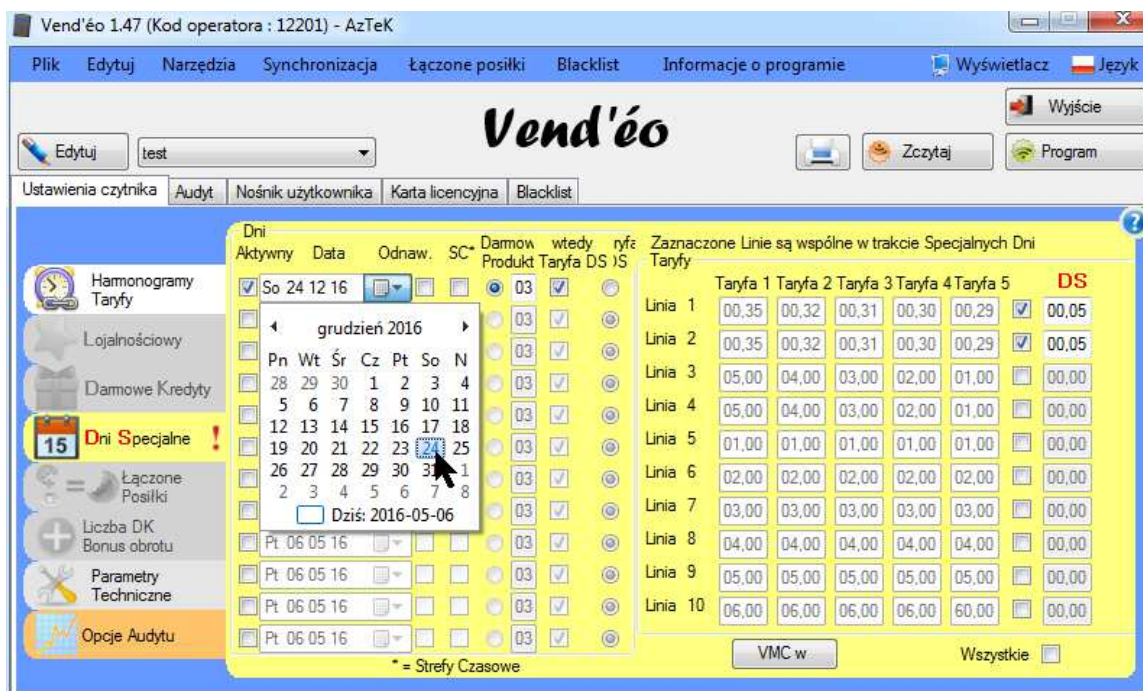 Vend'éo 1.47 (Kod operatora : 12201) - AzTeK
Plik Edytuj Narzędzia Synchronizacja Łączone posiłki Blacklist Informacje o programie Wyświetlacz Język
Vend'éo
Wyjście
Edytuj test Zczytaj Program
Ustawienia czytnika Audyt Nośnik użytkownika Karta licencyjna Blacklist
Harmonogramy
Taryfy
Lojalnościowy
Darmowe Kredyty
15 Dni Specjalne !
Łączone
Posiłki
Liczba DK
Bonus obrotu
Parametry
Techniczne
Opcje Audytu
Dni
Aktywny Data Odnaw. SC* Darmow wtedy ryfa
Produkt Taryfa DS )S
So 24 12 16 03
03
03
03
03
03
03
03
Pt 06 05 16 03
Pt 06 05 16 03
Pt 06 05 16 03
Pt 06 05 16 03
* = Strefy Czasowe
grudzień 2016
Pn Wt Śr Cz Pt So N
28 29 30 1 2 3 4
5 6 7 8 9 10 11
12 13 14 15 16 17 18
19 20 21 22 23 24 25
26 27 28 29 30 31 1
2 3 4 5 6 7 8
Dziś: 2016-05-06
Zaznaczone Linie są wspólne w trakcie Specjalnych Dni
Taryfy
Taryfa 1 Taryfa 2 Taryfa 3 Taryfa 4 Taryfa 5 DS
Linia 1 00,35 00,32 00,31 00,30 00,29 00,05
Linia 2 00,35 00,32 00,31 00,30 00,29 00,05
Linia 3 05,00 04,00 03,00 02,00 01,00 00,00
Linia 4 05,00 04,00 03,00 02,00 01,00 00,00
Linia 5 01,00 01,00 01,00 01,00 01,00 00,00
Linia 6 02,00 02,00 02,00 02,00 02,00 00,00
Linia 7 03,00 03,00 03,00 03,00 03,00 00,00
Linia 8 04,00 04,00 04,00 04,00 04,00 00,00
Linia 9 05,00 05,00 05,00 05,00 05,00 00,00
Linia 10 06,00 06,00 06,00 06,00 60,00 00,00
VMC w Wszystkie